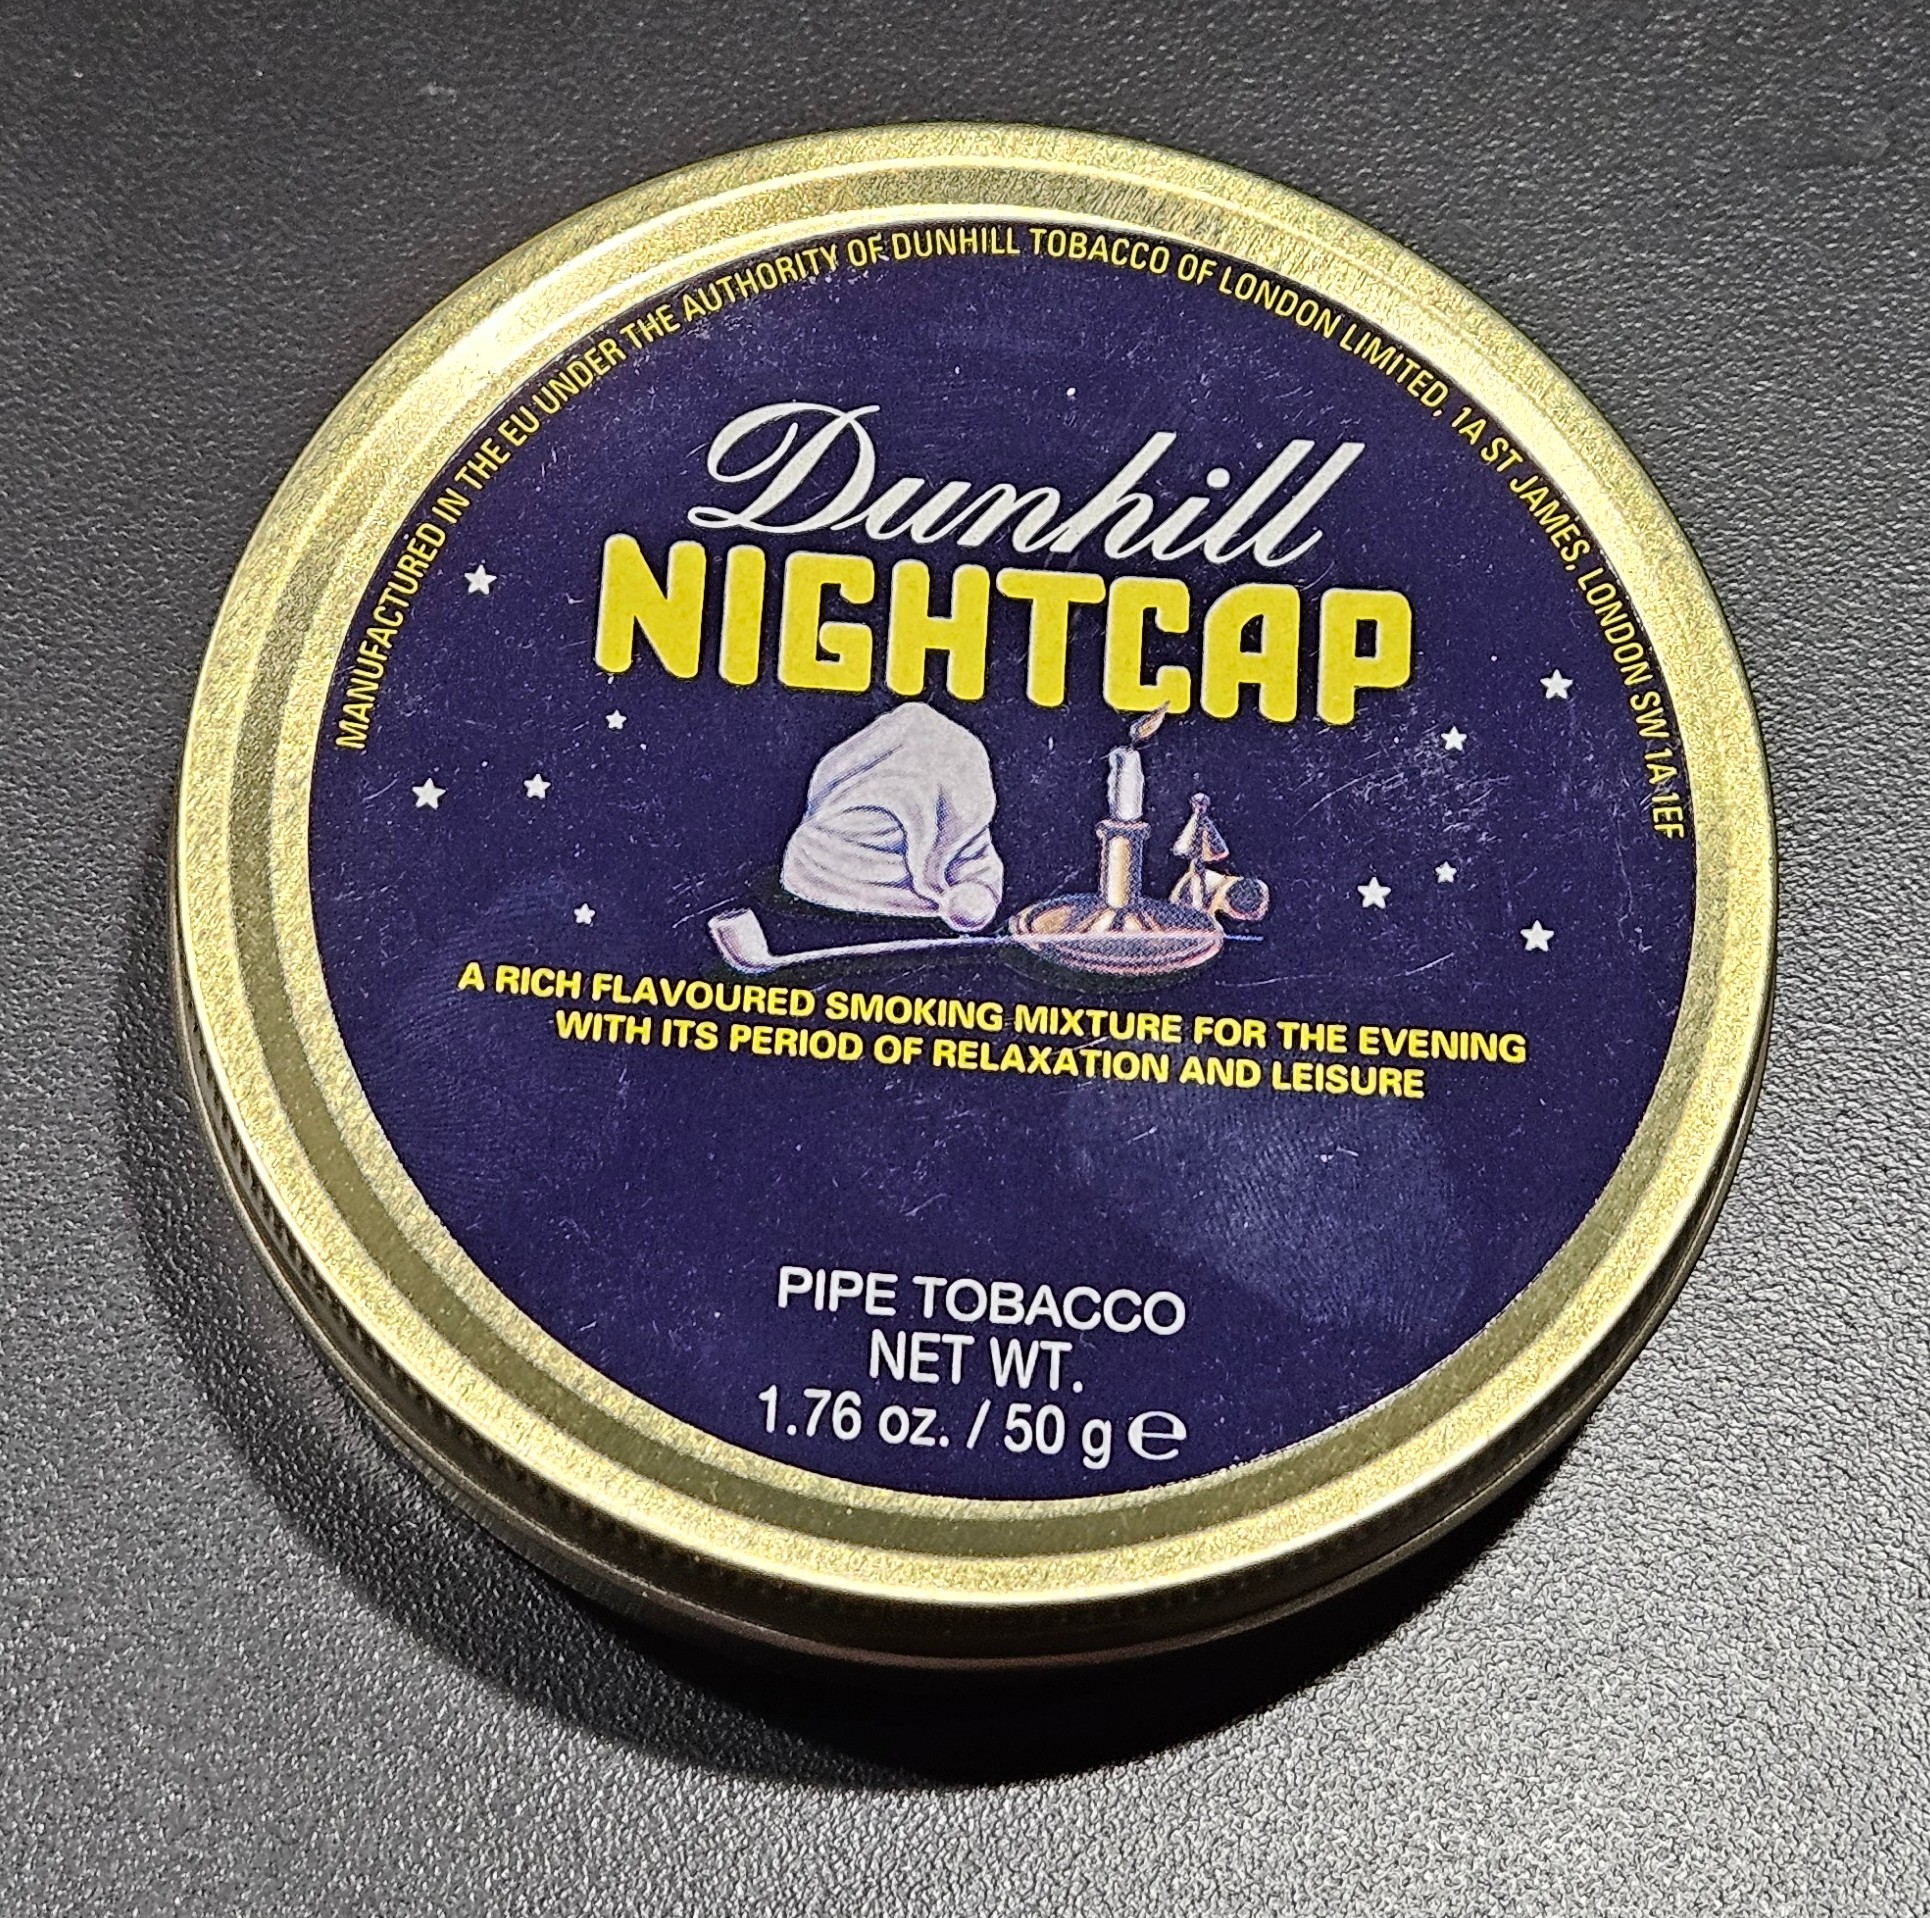 MANUFACTURED IN THE EU UNDER THE AUTHORITY OF DUNHILL TOBACCO OF LONDON LIMITED, 1A ST JAMES, LONDON SW1A 1EF
Dunhill
NIGHTCAP
A RICH FLAVOURED SMOKING MIXTURE FOR THE EVENING
WITH ITS PERIOD OF RELAXATION AND LEISURE
PIPE TOBACCO
NET WT.
1.76 oz. / 50 g ℮